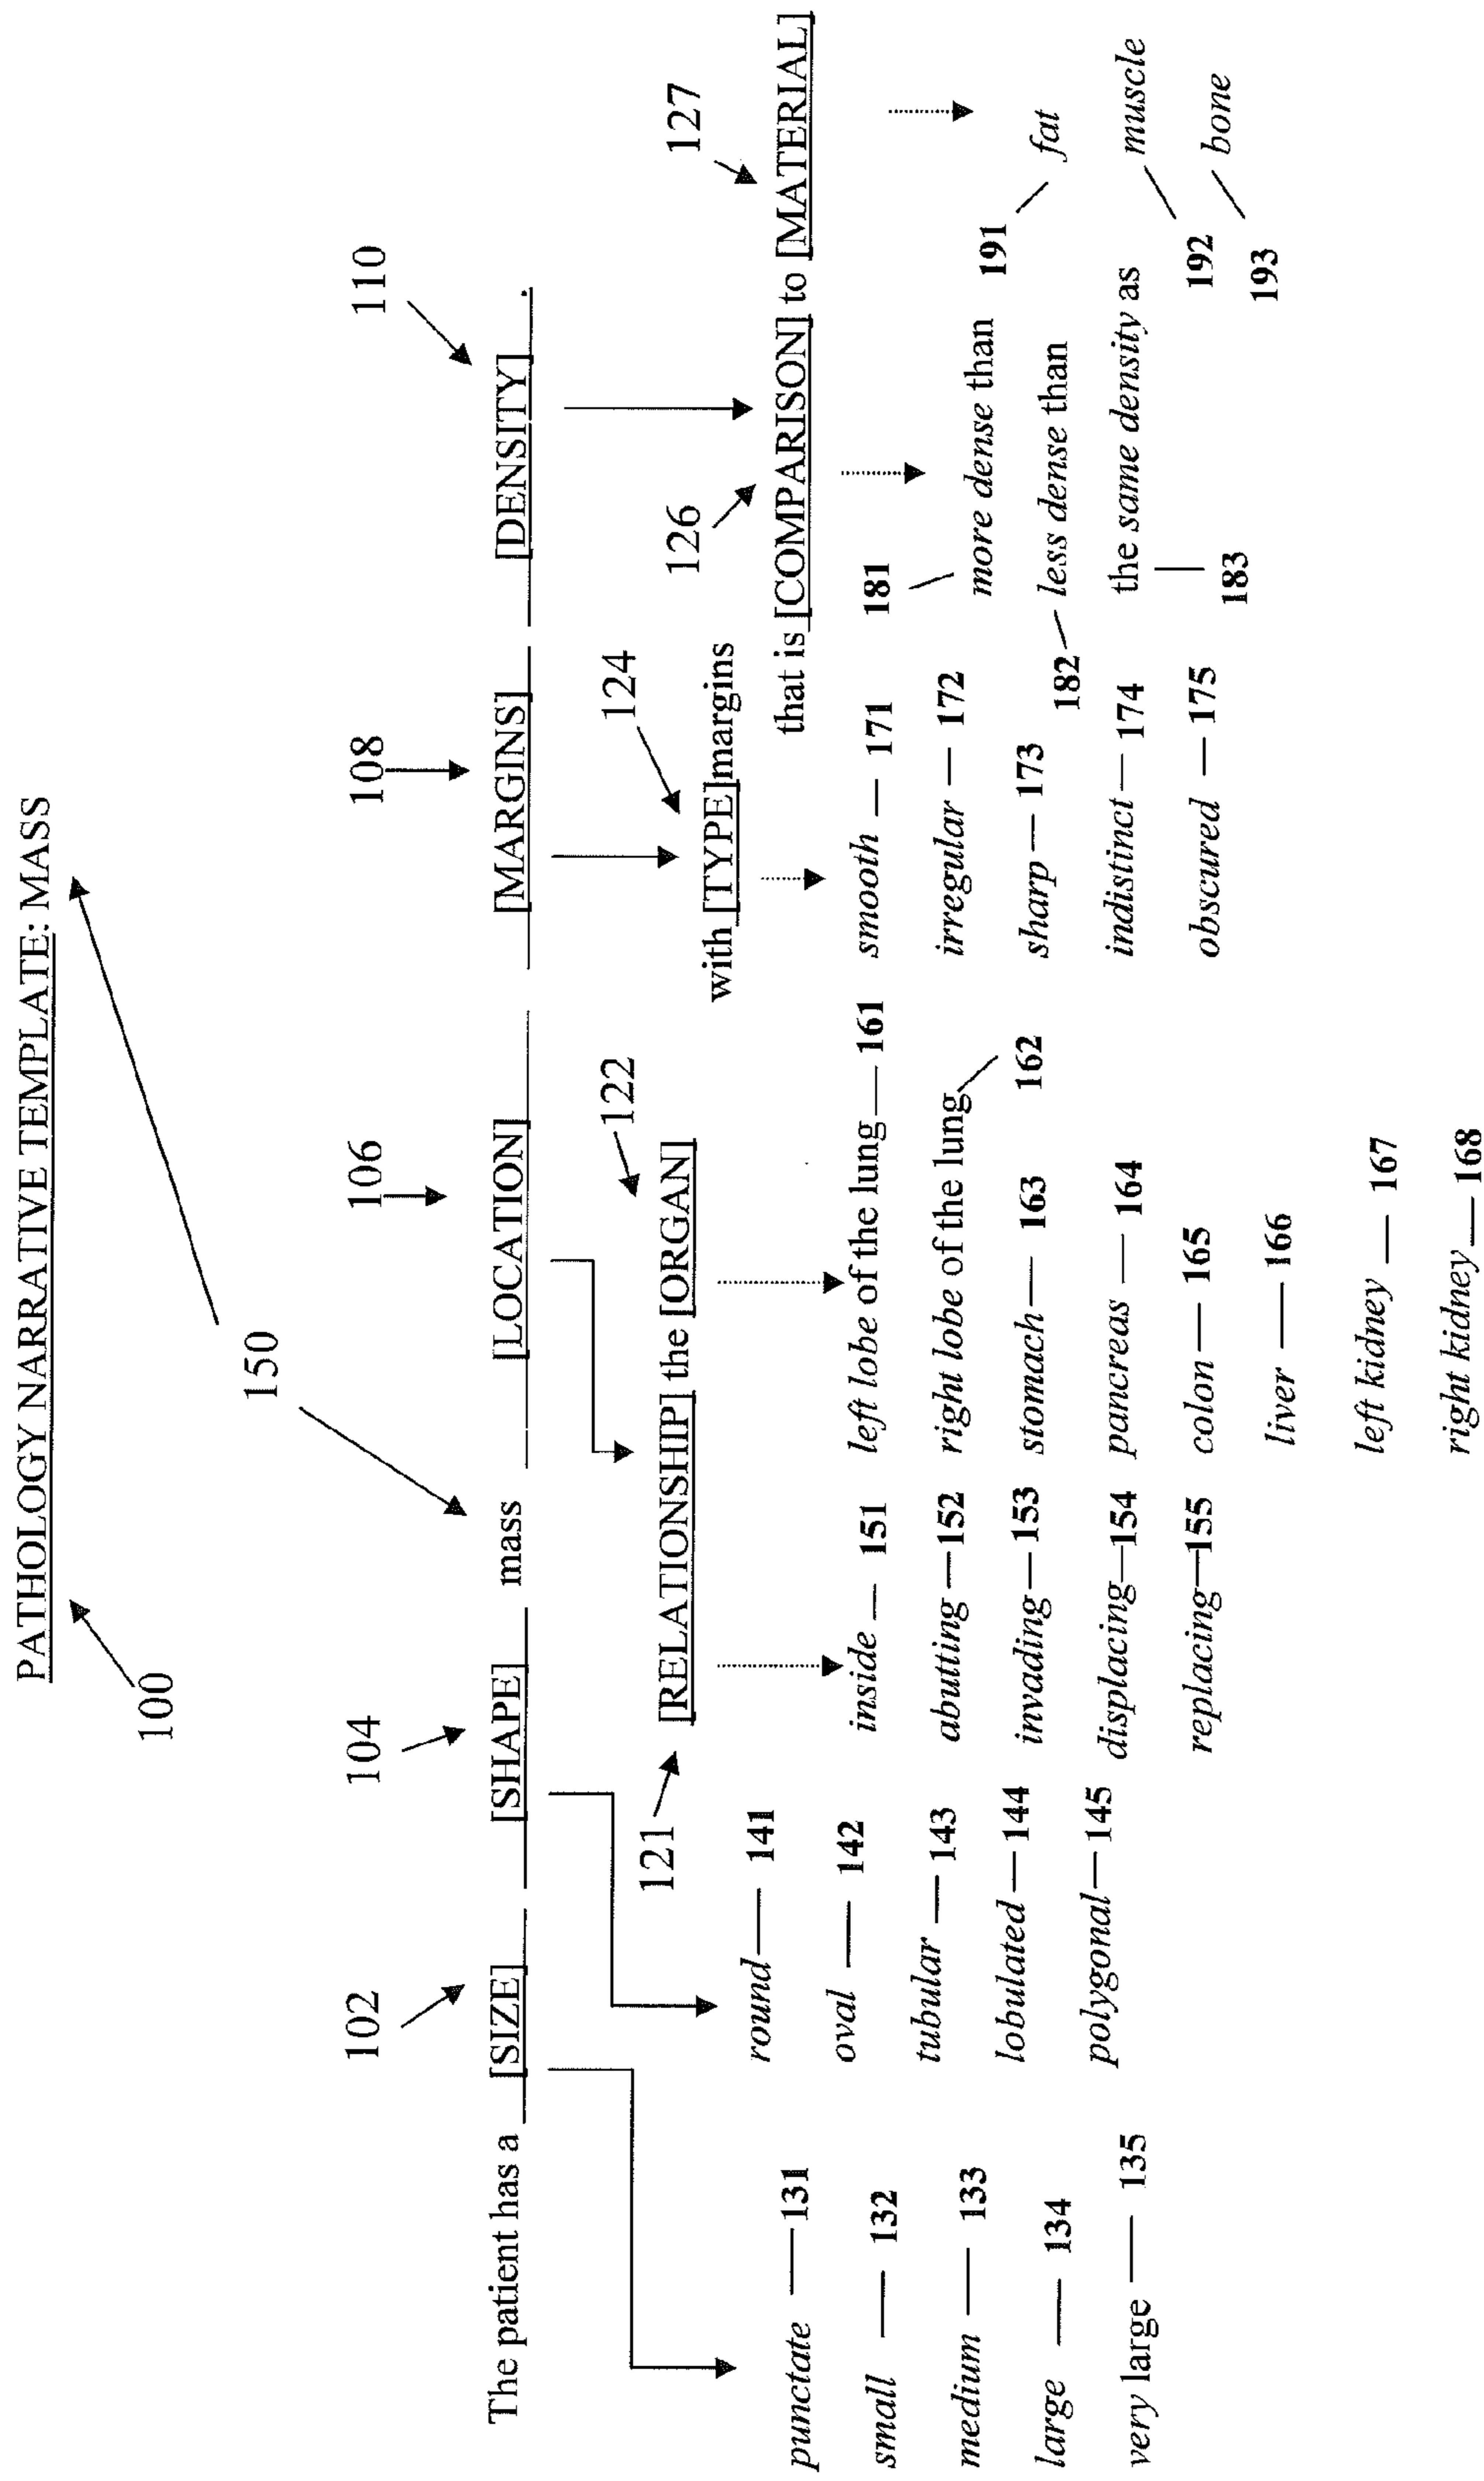 PATHOLOGY NARRATIVE TEMPLATE: MASS
100
150
102
104
106
108
110
The patient has a [SIZE] [SHAPE] mass [LOCATION] [MARGINS] [DENSITY].
121
122
124
126
127
[RELATIONSHIP] the [ORGAN]
with [TYPE] margins
that is [COMPARISON] to [MATERIAL]
punctate — 131
small — 132
medium — 133
large — 134
very large — 135
round — 141
oval — 142
tubular — 143
lobulated — 144
polygonal — 145
inside — 151
abutting — 152
invading — 153
displacing — 154
replacing — 155
left lobe of the lung — 161
right lobe of the lung 162
stomach — 163
pancreas — 164
colon — 165
liver — 166
left kidney — 167
right kidney — 168
smooth — 171
irregular — 172
sharp — 173
indistinct — 174
obscured — 175
181
more dense than
182 less dense than
the same density as
183
191 fat
muscle
192
bone
193